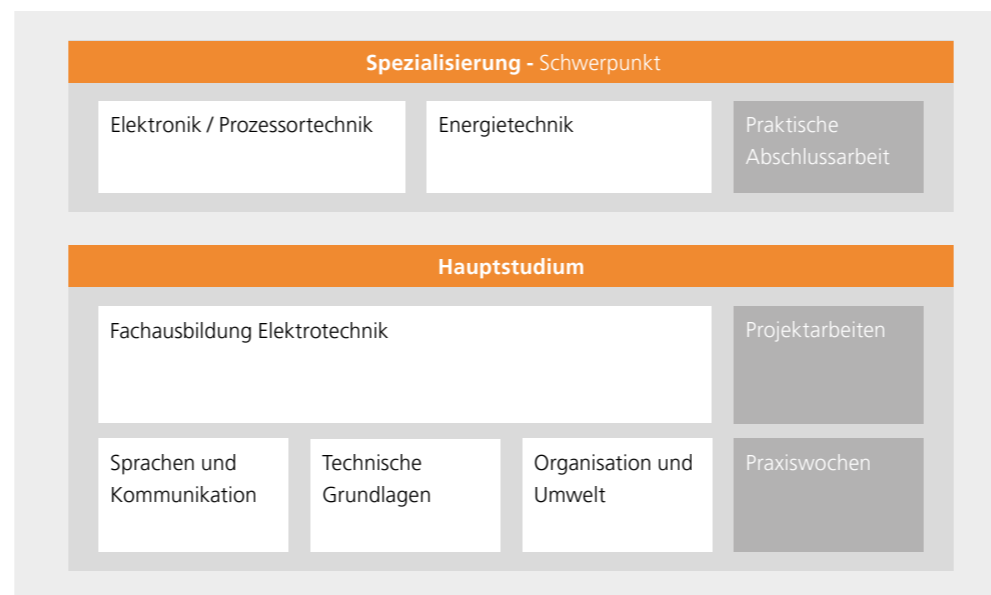 Spezialisierung - Schwerpunkt
Elektronik / Prozessortechnik
Energietechnik
Praktische
Abschlussarbeit
Hauptstudium
Fachausbildung Elektrotechnik
Projektarbeiten
Sprachen und
Kommunikation
Technische
Grundlagen
Organisation und
Umwelt
Praxiswochen